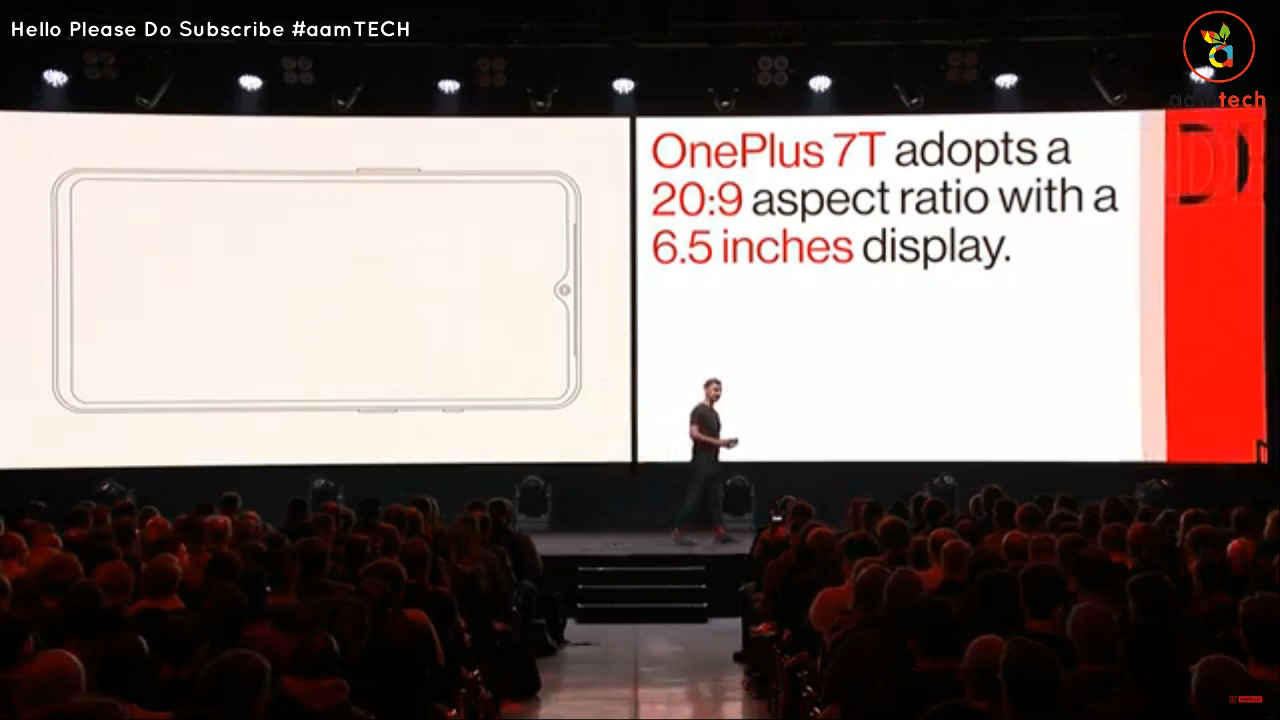 Hello Please Do Subscribe #aamTECH
a
aamtech
OnePlus 7T adopts a
20:9 aspect ratio with a
6.5 inches display.